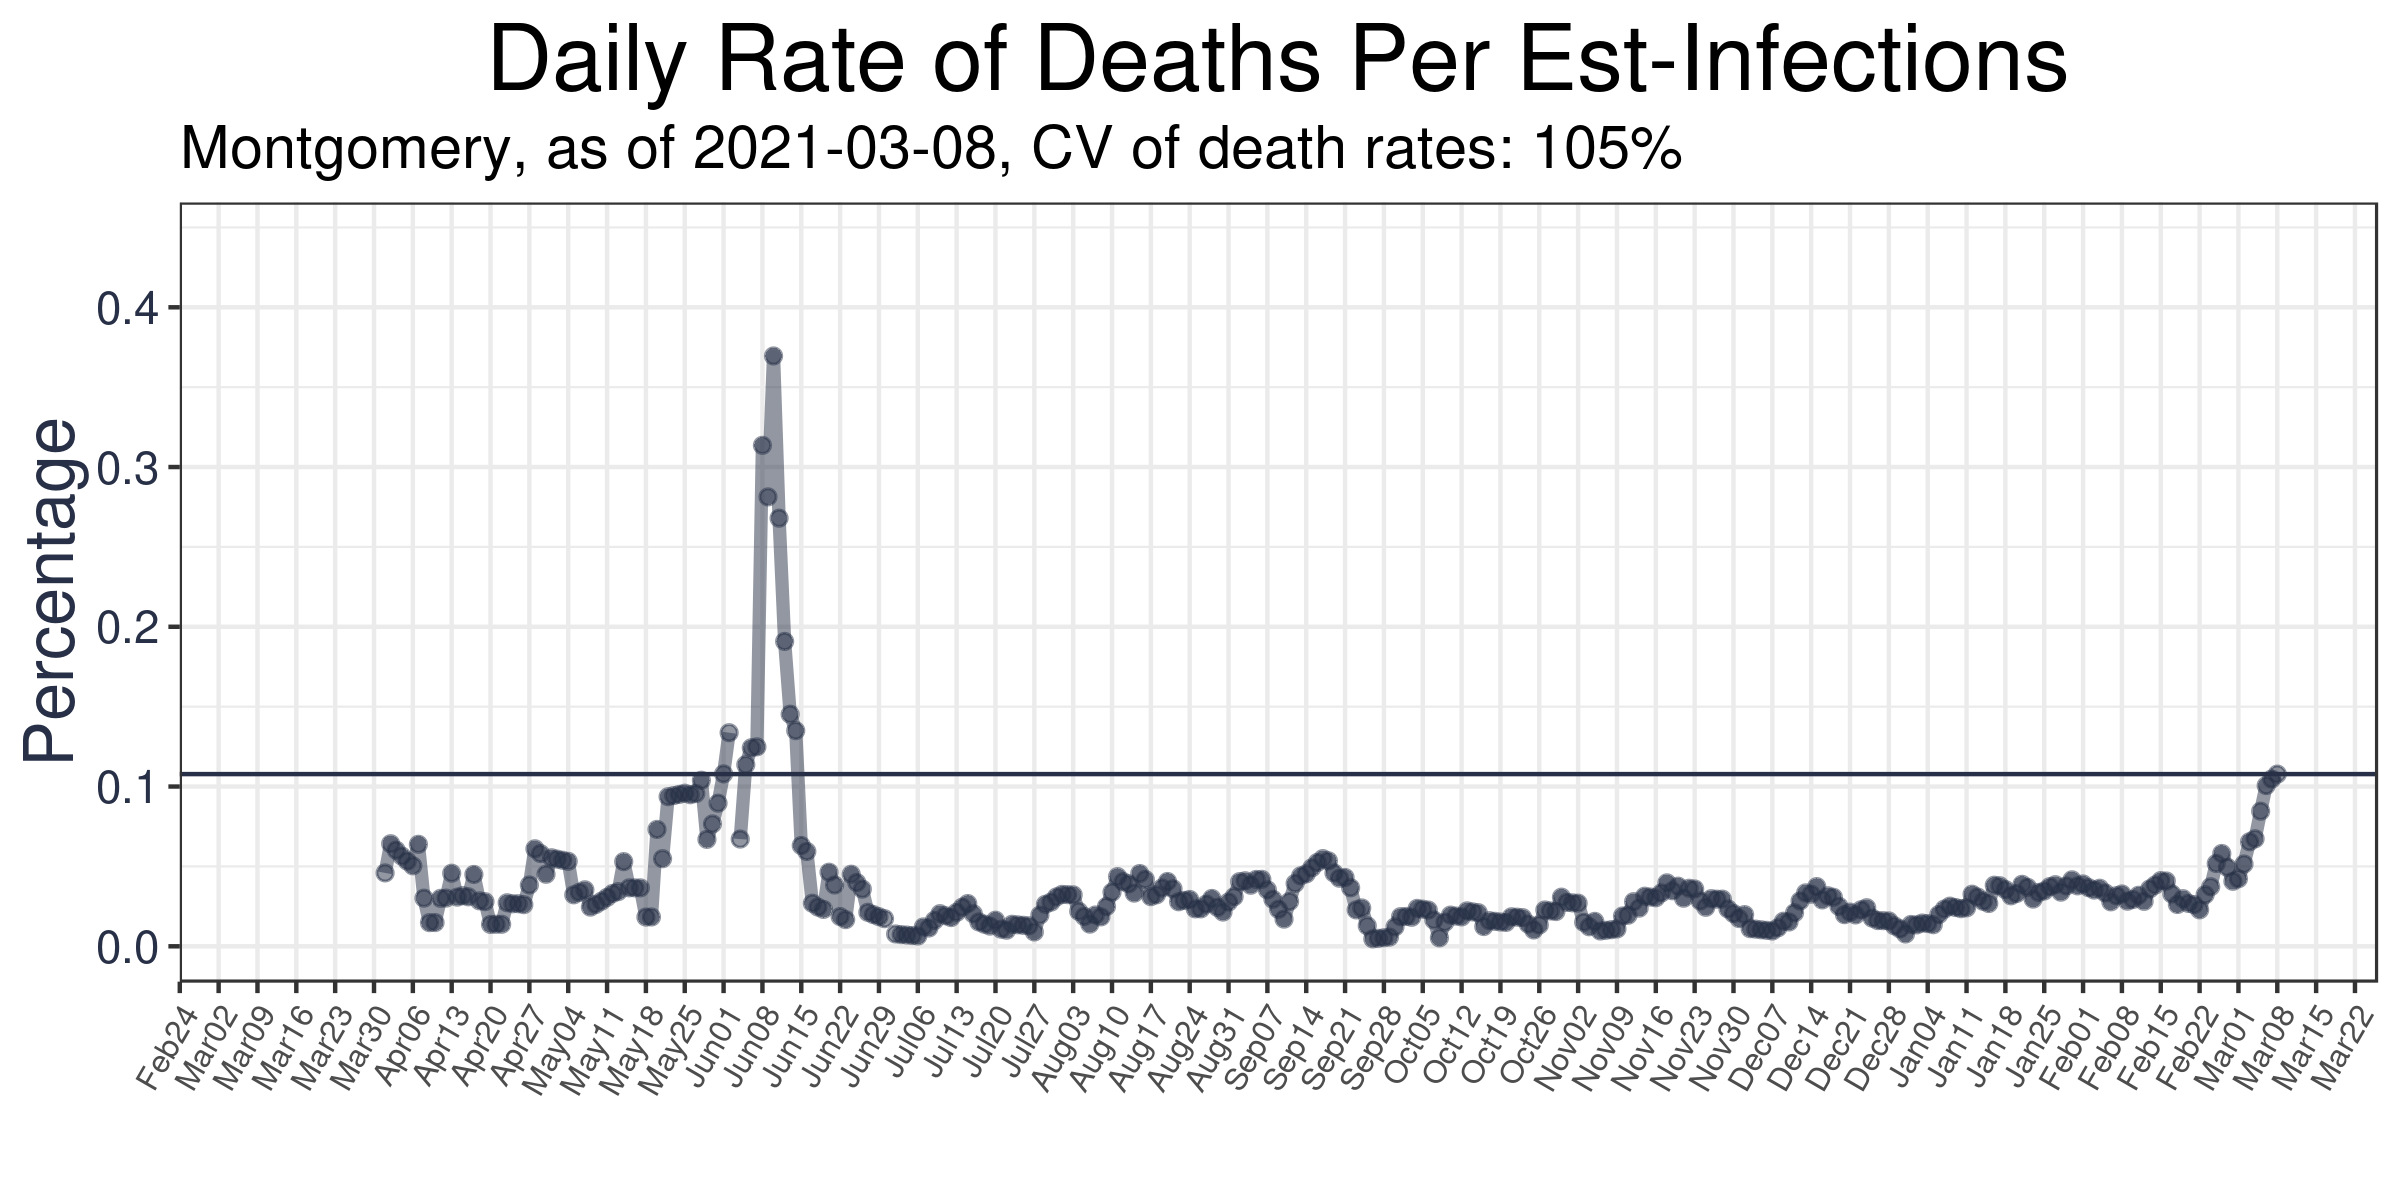 Daily Rate of Deaths Per Est-Infections
Montgomery, as of 2021-03-08, CV of death rates: 105%
Percentage
0.4
0.3
0.2
0.1
0.0
Feb24
Mar02
Mar09
Mar16
Mar23
Mar30
Apr06
Apr13
Apr20
Apr27
May04
May11
May18
May25
Jun01
Jun08
Jun15
Jun22
Jun29
Jul06
Jul13
Jul20
Jul27
Aug03
Aug10
Aug17
Aug24
Aug31
Sep07
Sep14
Sep21
Sep28
Oct05
Oct12
Oct19
Oct26
Nov02
Nov09
Nov16
Nov23
Nov30
Dec07
Dec14
Dec21
Dec28
Jan04
Jan11
Jan18
Jan25
Feb01
Feb08
Feb15
Feb22
Mar01
Mar08
Mar15
Mar22